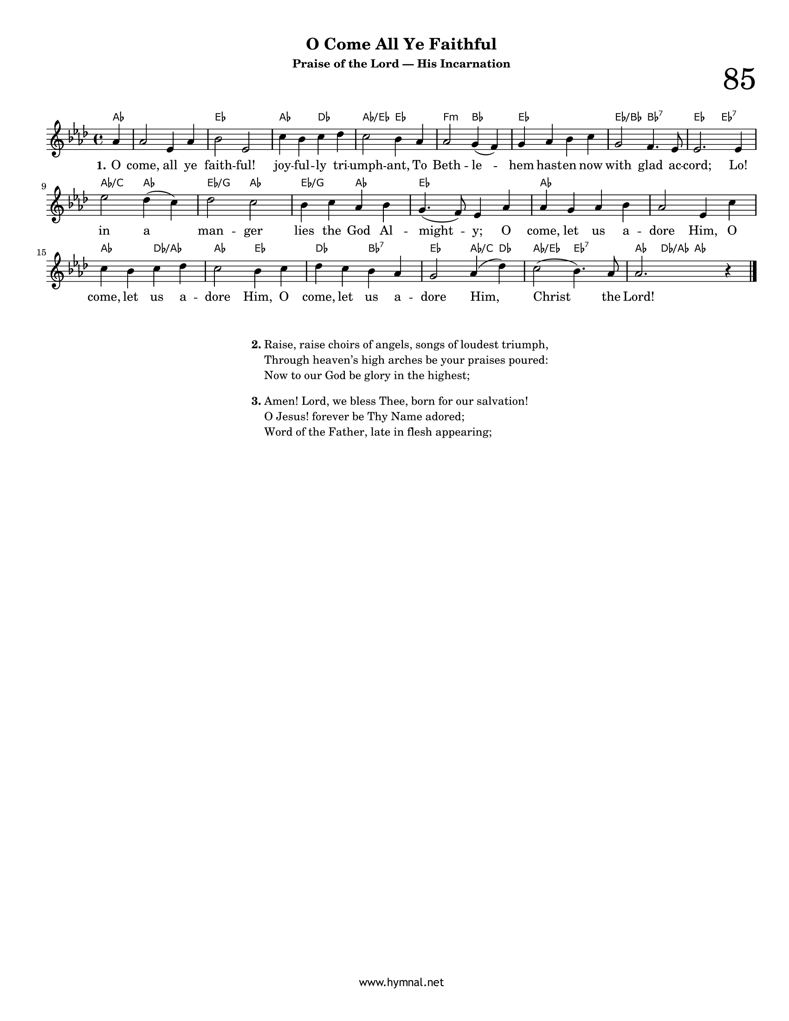 O Come All Ye Faithful
Praise of the Lord — His Incarnation
85
A♭ E♭ A♭ D♭ A♭/E♭ E♭ Fm B♭ E♭ E♭/B♭ B♭7 E♭ E♭7
1. O come, all ye faith-ful! joy-ful-ly tri-umph-ant, To Beth - le - hem hasten now with glad ac-cord; Lo!
9
A♭/C A♭ E♭/G A♭ E♭/G A♭ B♭ E♭ A♭
in a man - ger lies the God Al - might - y; O come, let us a - dore Him, O
15
A♭ D♭/A♭ A♭ E♭ D♭ B♭7 E♭ A♭/C D♭ A♭/E♭ E♭7 A♭ D♭/A♭ A♭
come, let us a - dore Him, O come, let us a - dore Him, Christ the Lord!
2. Raise, raise choirs of angels, songs of loudest triumph,
Through heaven's high arches be your praises poured:
Now to our God be glory in the highest;
3. Amen! Lord, we bless Thee, born for our salvation!
O Jesus! forever be Thy Name adored;
Word of the Father, late in flesh appearing;
www.hymnal.net